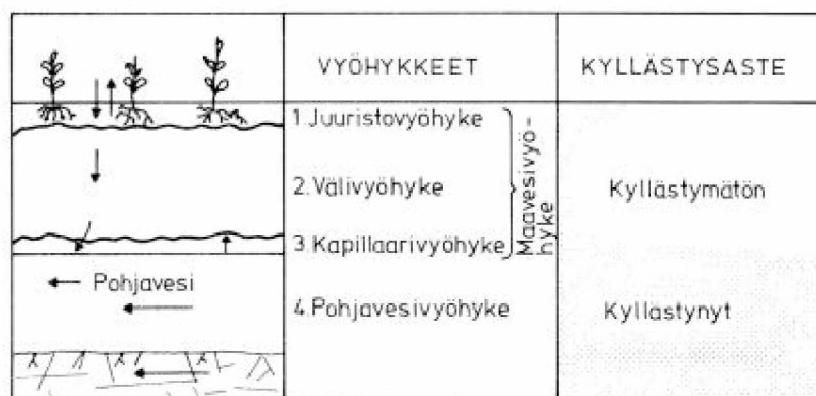 VYÖHYKKEET
KYLLÄSTYSASTE
1. Juuristovyöhyke
2. Välivyöhyke
3. Kapillaarivyöhyke
Maavesivyö-
hyke
Kyllästymätön
Pohjavesi
4. Pohjavesivyöhyke
Kyllästynyt